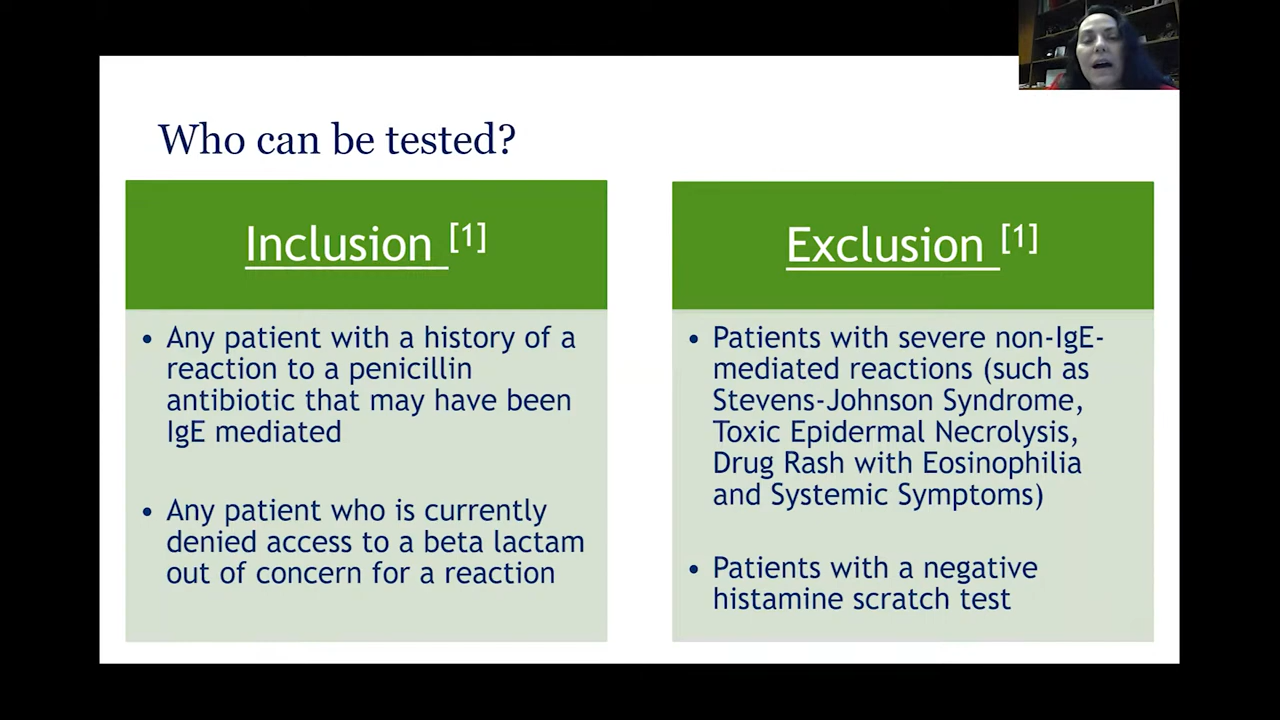 Who can be tested?
Inclusion [1]
• Any patient with a history of a
reaction to a penicillin
antibiotic that may have been
IgE mediated
• Any patient who is currently
denied access to a beta lactam
out of concern for a reaction
Exclusion [1]
• Patients with severe non-IgE-
mediated reactions (such as
Stevens-Johnson Syndrome,
Toxic Epidermal Necrolysis,
Drug Rash with Eosinophilia
and Systemic Symptoms)
• Patients with a negative
histamine scratch test